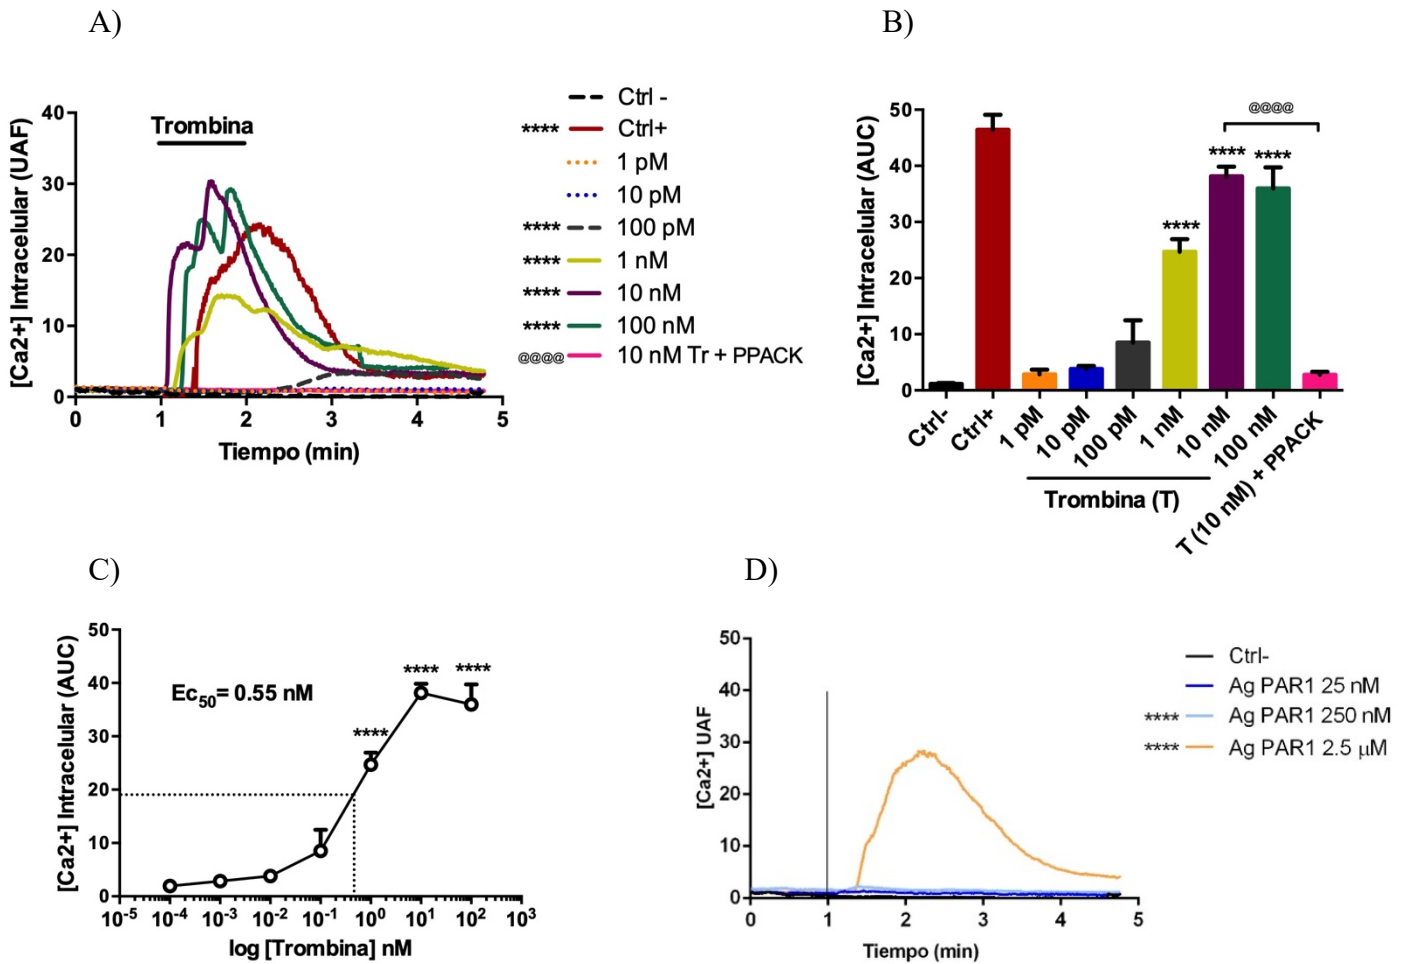 A)
B)
[Ca2+] Intracelular (UAF)
40
30
20
10
0
0
1
2
3
4
5
Tiempo (min)
Trombina
Ctrl -
**** Ctrl+
1 pM
10 pM
**** 100 pM
**** 1 nM
**** 10 nM
**** 100 nM
@@@@ 10 nM Tr + PPACK
[Ca2+] Intracelular (AUC)
50
40
30
20
10
0
****
****
****
@@@@
Ctrl-
Ctrl+
1 pM
10 pM
100 pM
1 nM
10 nM
100 nM
T (10 nM) + PPACK
Trombina (T)
C)
D)
[Ca2+] Intracelular (AUC)
50
40
30
20
10
0
Ec50= 0.55 nM
****
****
****
10-5
10-4
10-3
10-2
10-1
100
101
102
103
log [Trombina] nM
[Ca2+] UAF
50
40
30
20
10
0
0
1
2
3
4
5
Tiempo (min)
Ctrl-
Ag PAR1 25 nM
**** Ag PAR1 250 nM
**** Ag PAR1 2.5 µM